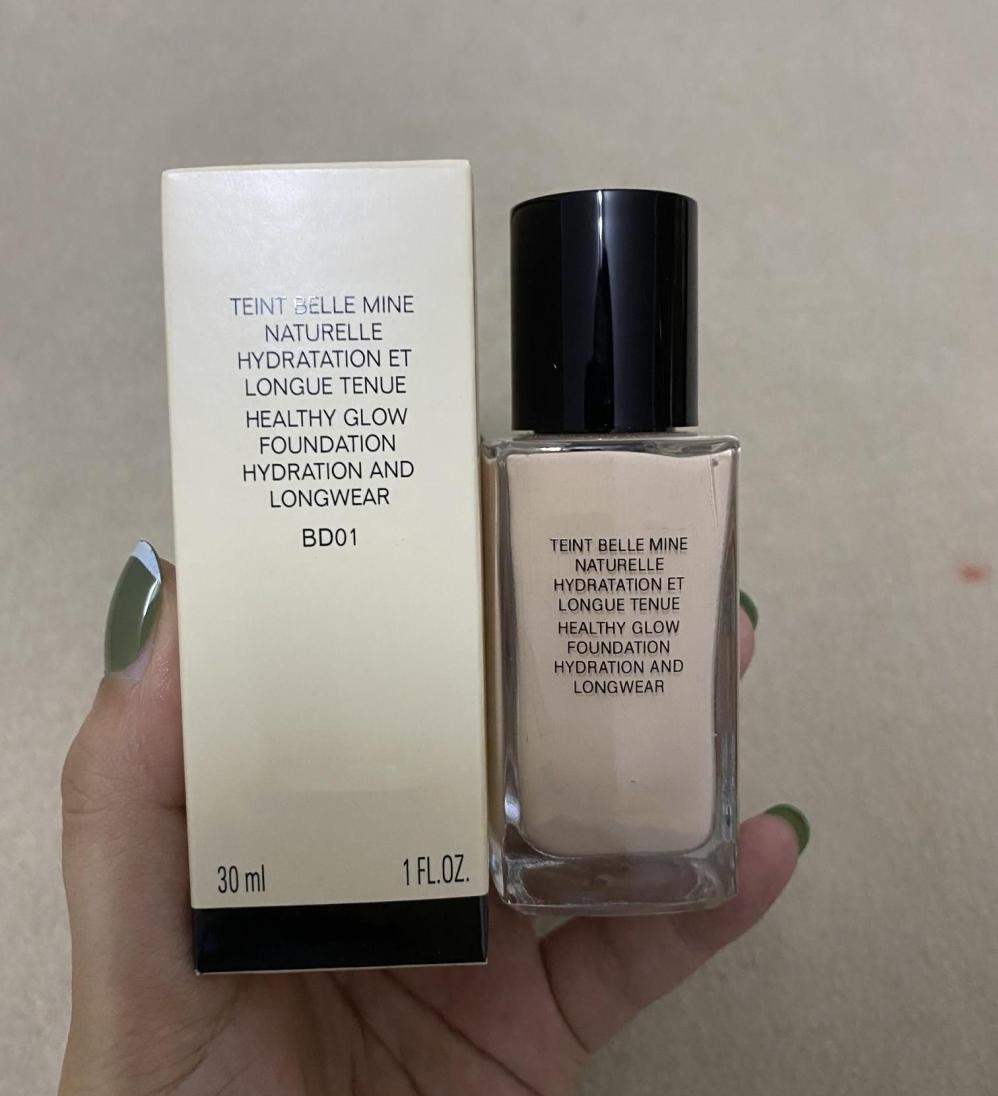 TEINT BELLE MINE
NATURELLE
HYDRATATION ET
LONGUE TENUE
HEALTHY GLOW
FOUNDATION
HYDRATION AND
LONGWEAR
BD01
30 ml
1 FL.OZ.
TEINT BELLE MINE
NATURELLE
HYDRATATION ET
LONGUE TENUE
HEALTHY GLOW
FOUNDATION
HYDRATION AND
LONGWEAR